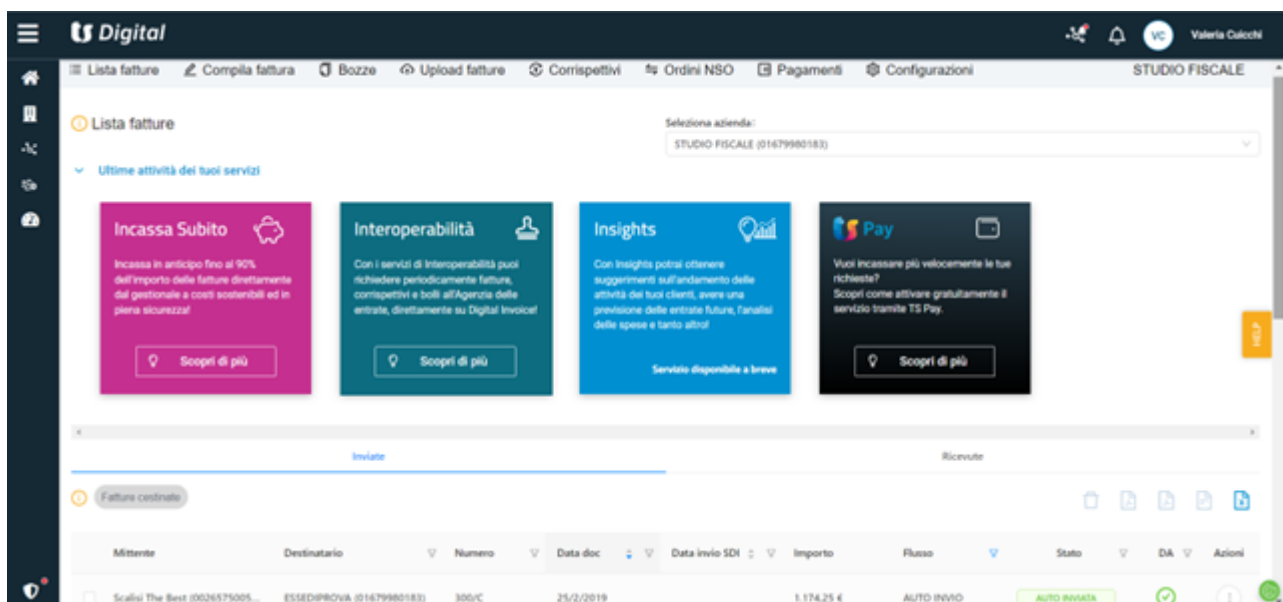 ts Digital
VC
Valeria Cuicchi
Lista fatture
Compila fattura
Bozze
Upload fatture
Corrispettivi
Ordini NSO
Pagamenti
Configurazioni
STUDIO FISCALE
Lista fatture
Seleziona azienda:
STUDIO FISCALE (01679980183)
Ultime attività dei tuoi servizi
Incassa Subito
Incassa in anticipo fino al 90%
dell'importo delle fatture direttamente
dal gestionale a costi sostenibili ed in
piena sicurezza!
Scopri di più
Interoperabilità
Con i servizi di Interoperabilità puoi
richiedere periodicamente fatture,
corrispettivi e bolli all'Agenzia delle
entrate, direttamente su Digital Invoice!
Scopri di più
Insights
Con Insights potrai ottenere
suggerimenti sull'andamento delle
attività dei tuoi clienti, avere una
previsione delle entrate future, l'analisi
delle spese e tanto altro!
Servizio disponibile a breve
ts Pay
Vuoi incassare più velocemente le tue
richieste?
Scopri come attivare gratuitamente il
servizio tramite TS Pay.
Scopri di più
HELP
Inviate
Ricevute
Fatture cestinate
Mittente
Destinatario
Numero
Data doc
Data invio SDI
Importo
Flusso
Stato
DA
Azioni
Scalisi The Best (0026575005...
ESSEDIPROVA (01679980183)
300/C
25/2/2019
1.174,25 €
AUTO INVIO
AUTO INVIATA